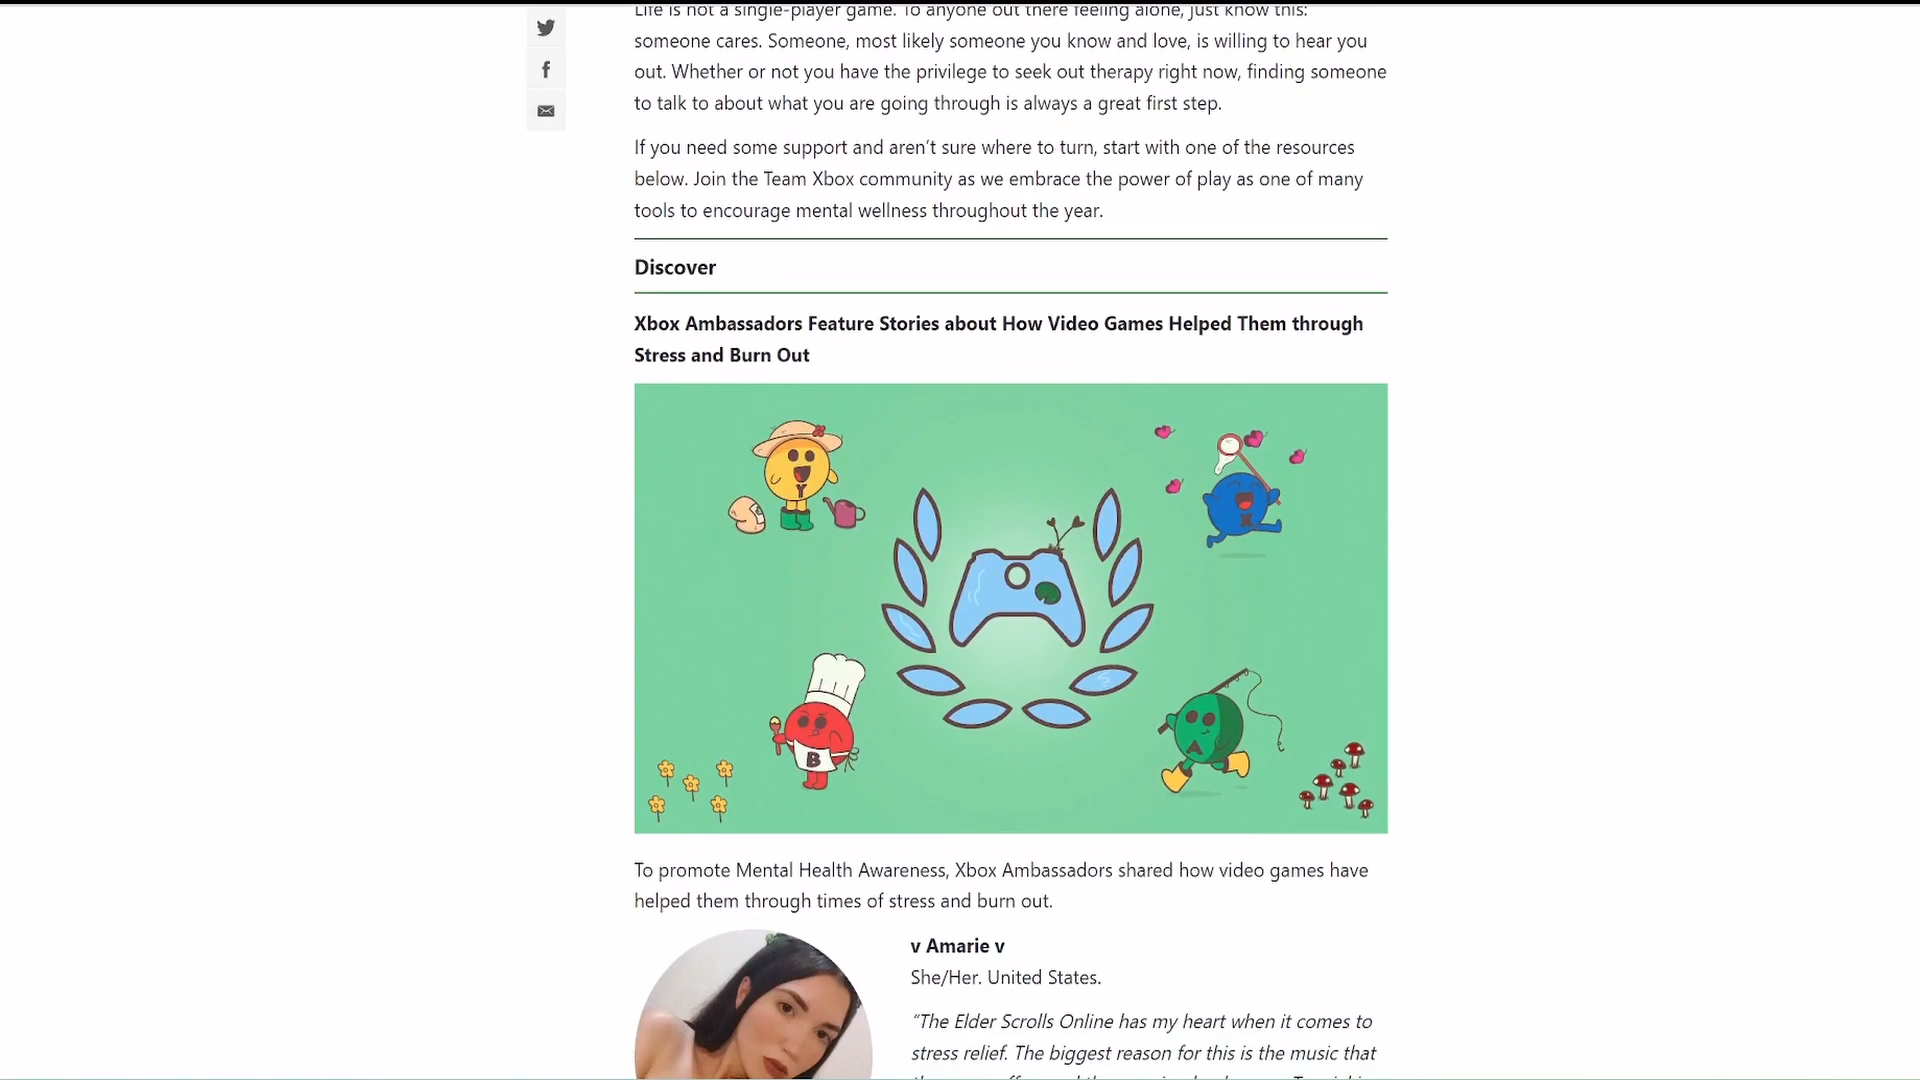 Life is not a single-player game. To anyone out there feeling alone, just know this:
someone cares. Someone, most likely someone you know and love, is willing to hear you
out. Whether or not you have the privilege to seek out therapy right now, finding someone
to talk to about what you are going through is always a great first step.
If you need some support and aren’t sure where to turn, start with one of the resources
below. Join the Team Xbox community as we embrace the power of play as one of many
tools to encourage mental wellness throughout the year.
Discover
Xbox Ambassadors Feature Stories about How Video Games Helped Them through
Stress and Burn Out
Y
X
B
A
To promote Mental Health Awareness, Xbox Ambassadors shared how video games have
helped them through times of stress and burn out.
v Amarie v
She/Her. United States.
“The Elder Scrolls Online has my heart when it comes to
stress relief. The biggest reason for this is the music that